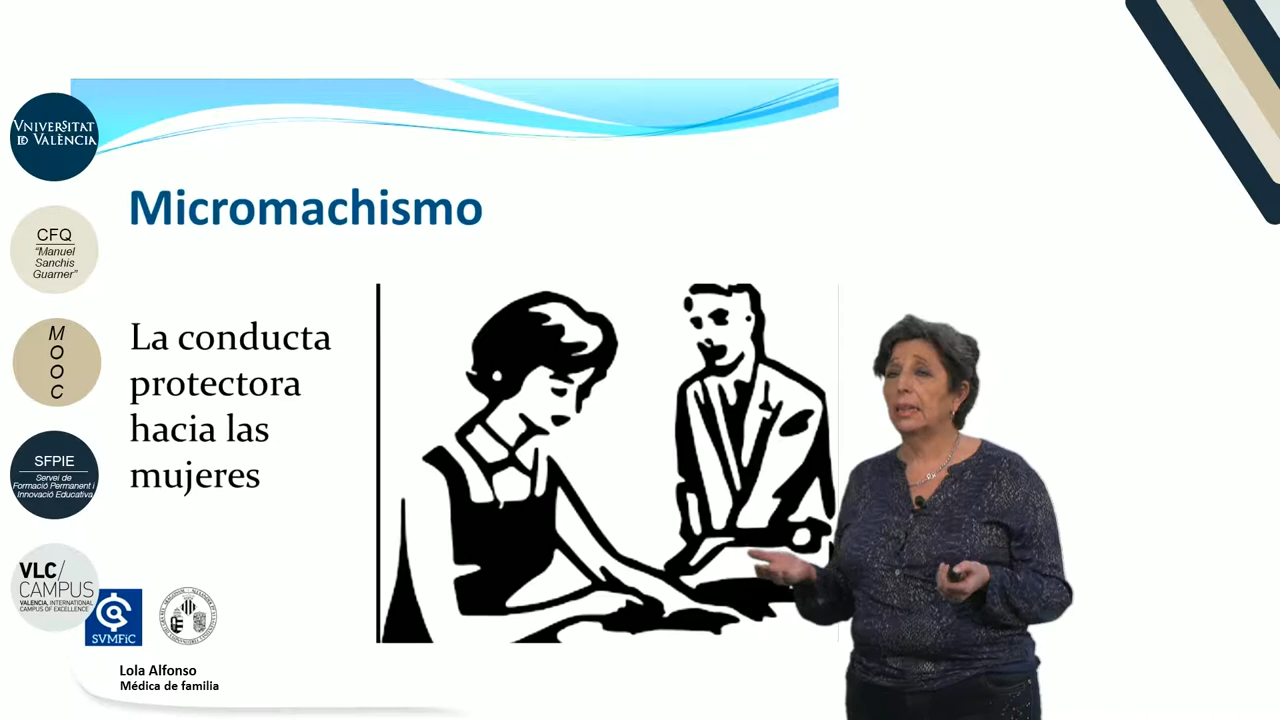 VNIVERSITAT
ID VALÈNCIA
CFQ
“Manuel
Sanchis
Guarner”
M
O
O
C
SFPIE
Servei de
Formació Permanent i
Innovació Educativa
VLC/
CAMPUS
VALENCIA, INTERNATIONAL
CAMPUS OF EXCELLENCE
SVMFiC
Micromachismo
La conducta
protectora
hacia las
mujeres
Lola Alfonso
Médica de familia